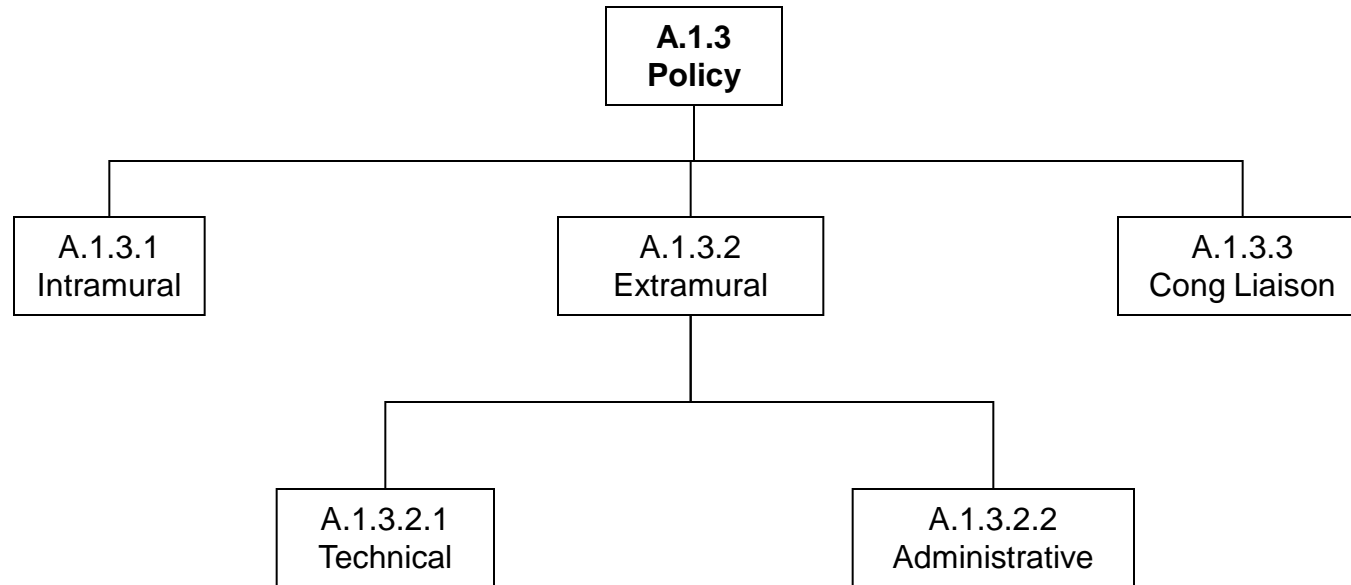 A.1.3
Policy
A.1.3.1
Intramural
A.1.3.2
Extramural
A.1.3.3
Cong Liaison
A.1.3.2.1
Technical
A.1.3.2.2
Administrative